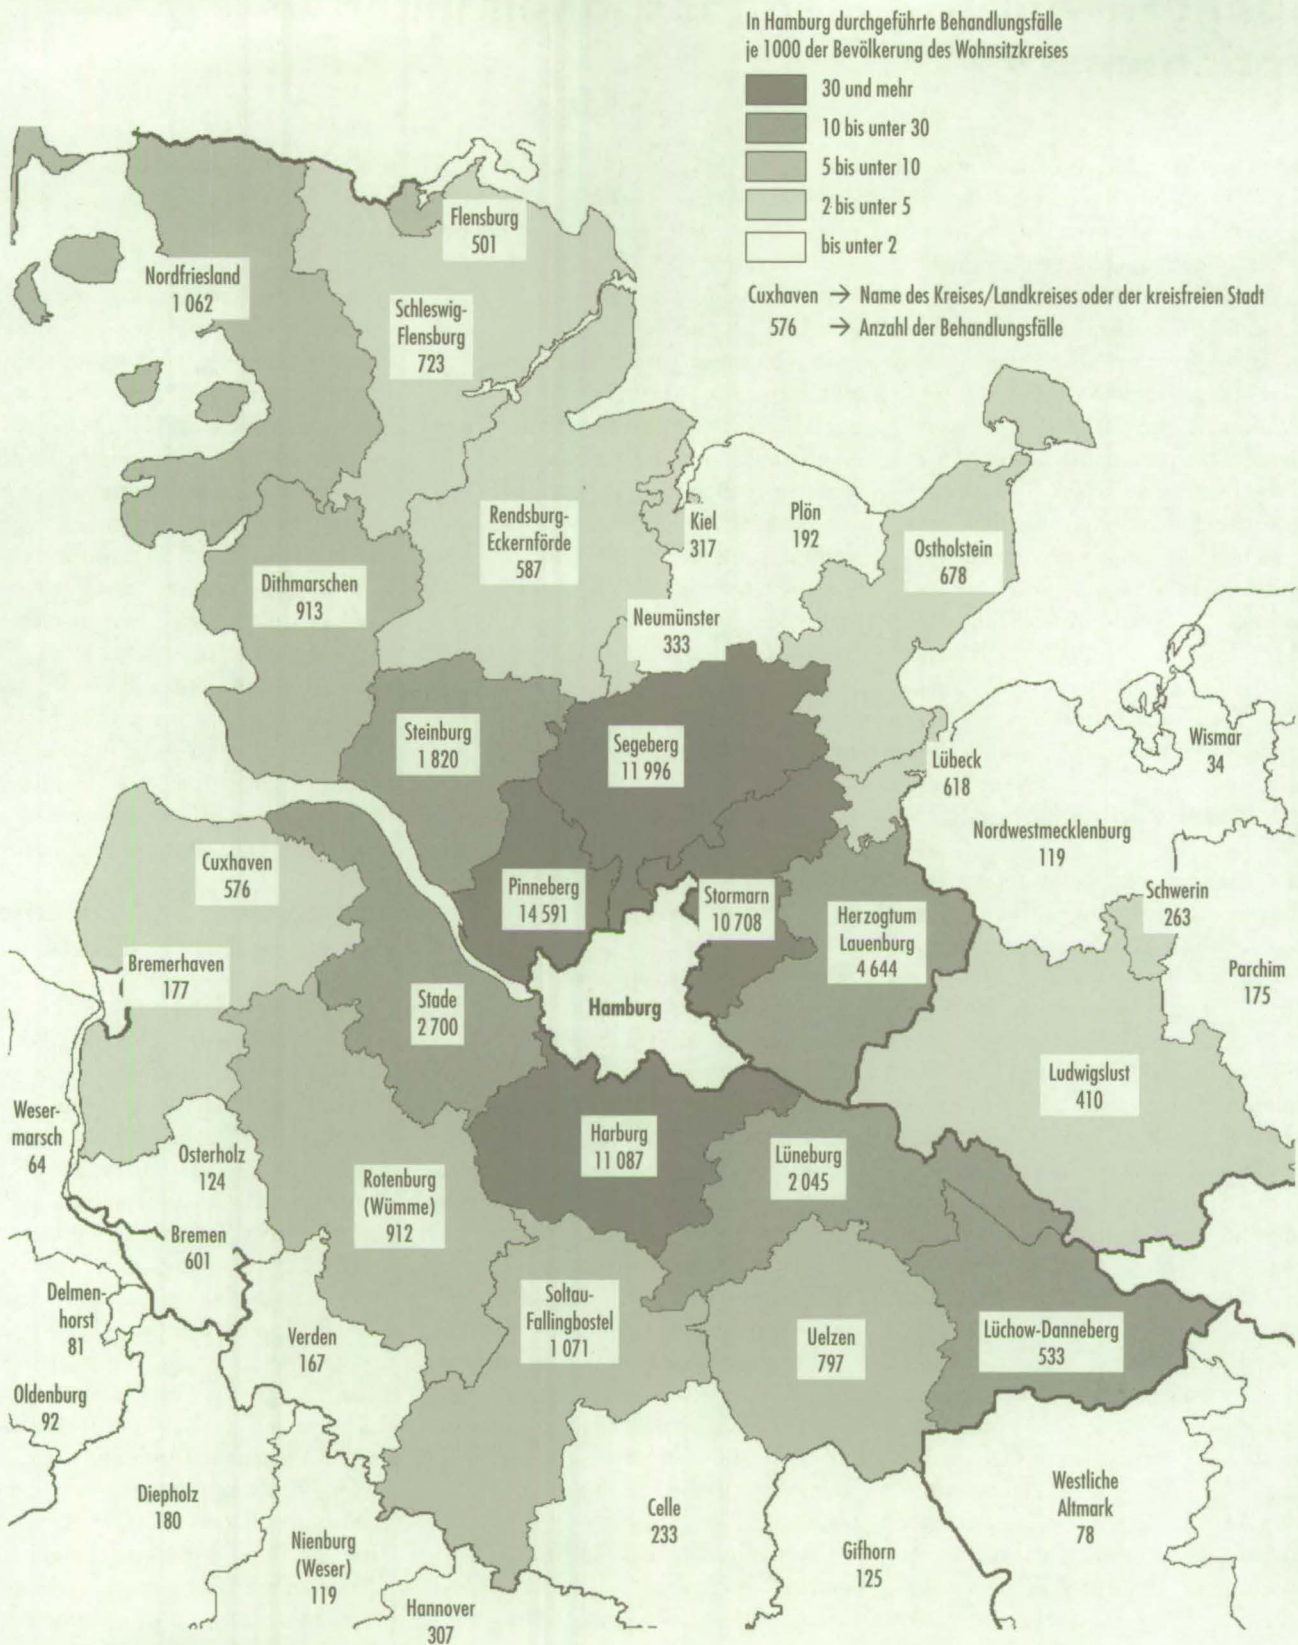 In Hamburg durchgeführte Behandlungsfälle
je 1000 der Bevölkerung des Wohnsitzkreises
30 und mehr
10 bis unter 30
5 bis unter 10
2 bis unter 5
bis unter 2
Cuxhaven → Name des Kreises/Landkreises oder der kreisfreien Stadt
576 → Anzahl der Behandlungsfälle
Flensburg
501
Nordfriesland
1 062
Schleswig-
Flensburg
723
Rendsburg-
Eckernförde
587
Kiel
317
Plön
192
Ostholstein
678
Dithmarschen
913
Neumünster
333
Steinburg
1 820
Segeberg
11 996
Lübeck
618
Wismar
34
Nordwestmecklenburg
119
Cuxhaven
576
Pinneberg
14 591
Stormarn
10 708
Herzogtum
Lauenburg
4 644
Schwerin
263
Parchim
175
Bremerhaven
177
Stade
2 700
Hamburg
Ludwigslust
410
Weser-
marsch
64
Osterholz
124
Harburg
11 087
Lüneburg
2 045
Rotenburg
(Wümme)
912
Bremen
601
Delmen-
horst
81
Verden
167
Soltau-
Fallingbostel
1 071
Uelzen
797
Lüchow-Danneberg
533
Oldenburg
92
Diepholz
180
Nienburg
(Weser)
119
Hannover
307
Celle
233
Gifhorn
125
Westliche
Altmark
78